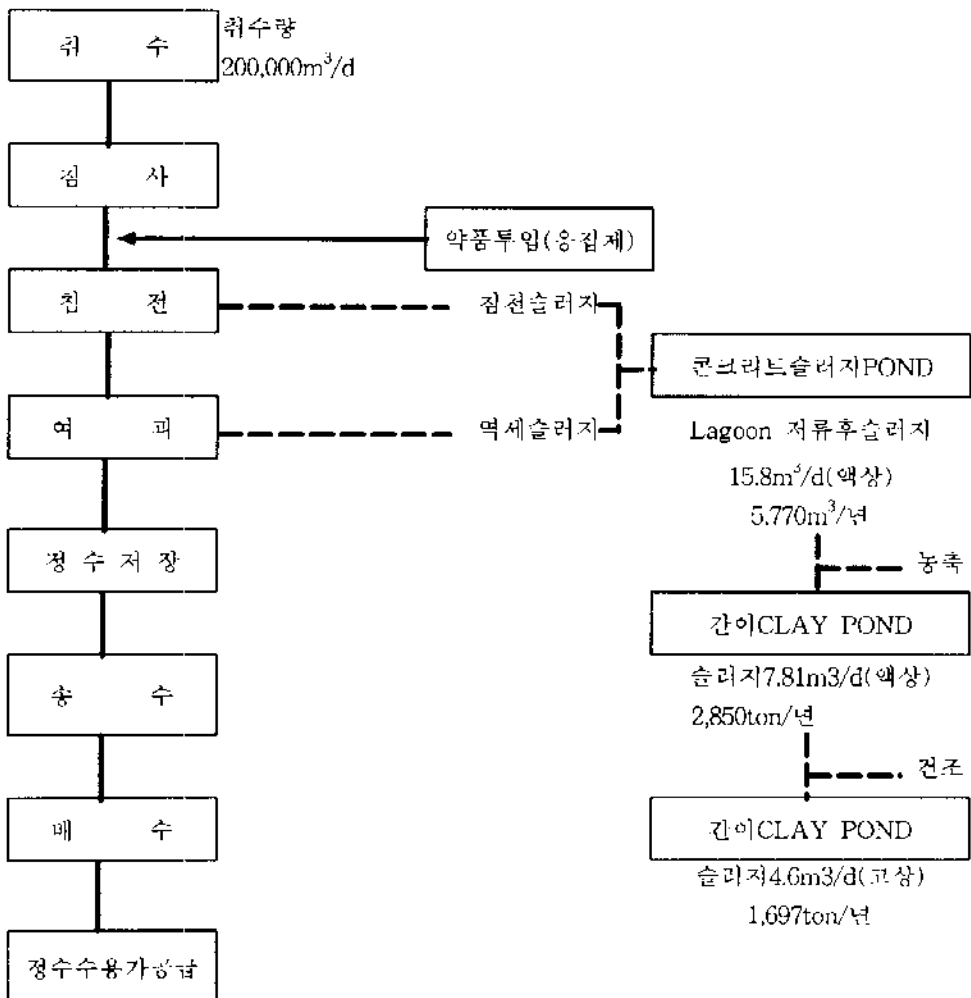 취 수
취수량
200,000m³/d
침 사
약품투입(응집제)
침 전
침전슬러지
콘크리트슬러지POND
여 과
역세슬러지
Lagoon 저류후슬러지
15.8m³/d(액상)
5.770m³/년
정 수 저 장
농축
간이CLAY POND
슬러지7.81m3/d(액상)
2,850ton/년
송 수
건조
배 수
간이CLAY POND
슬러지4.6m3/d(고상)
1,697ton/년
정수수용가공급